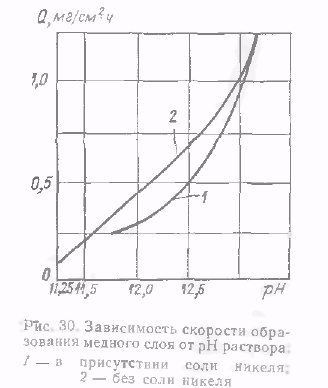 Q, мг/см²ч
1,0
2
0,5
1
0
11,25 11,5 12,0 12,5 pH
Рис. 30. Зависимость скорости обра-
зования медного слоя от pH раствора:
1 — в присутствии соли никеля;
2 — без соли никеля